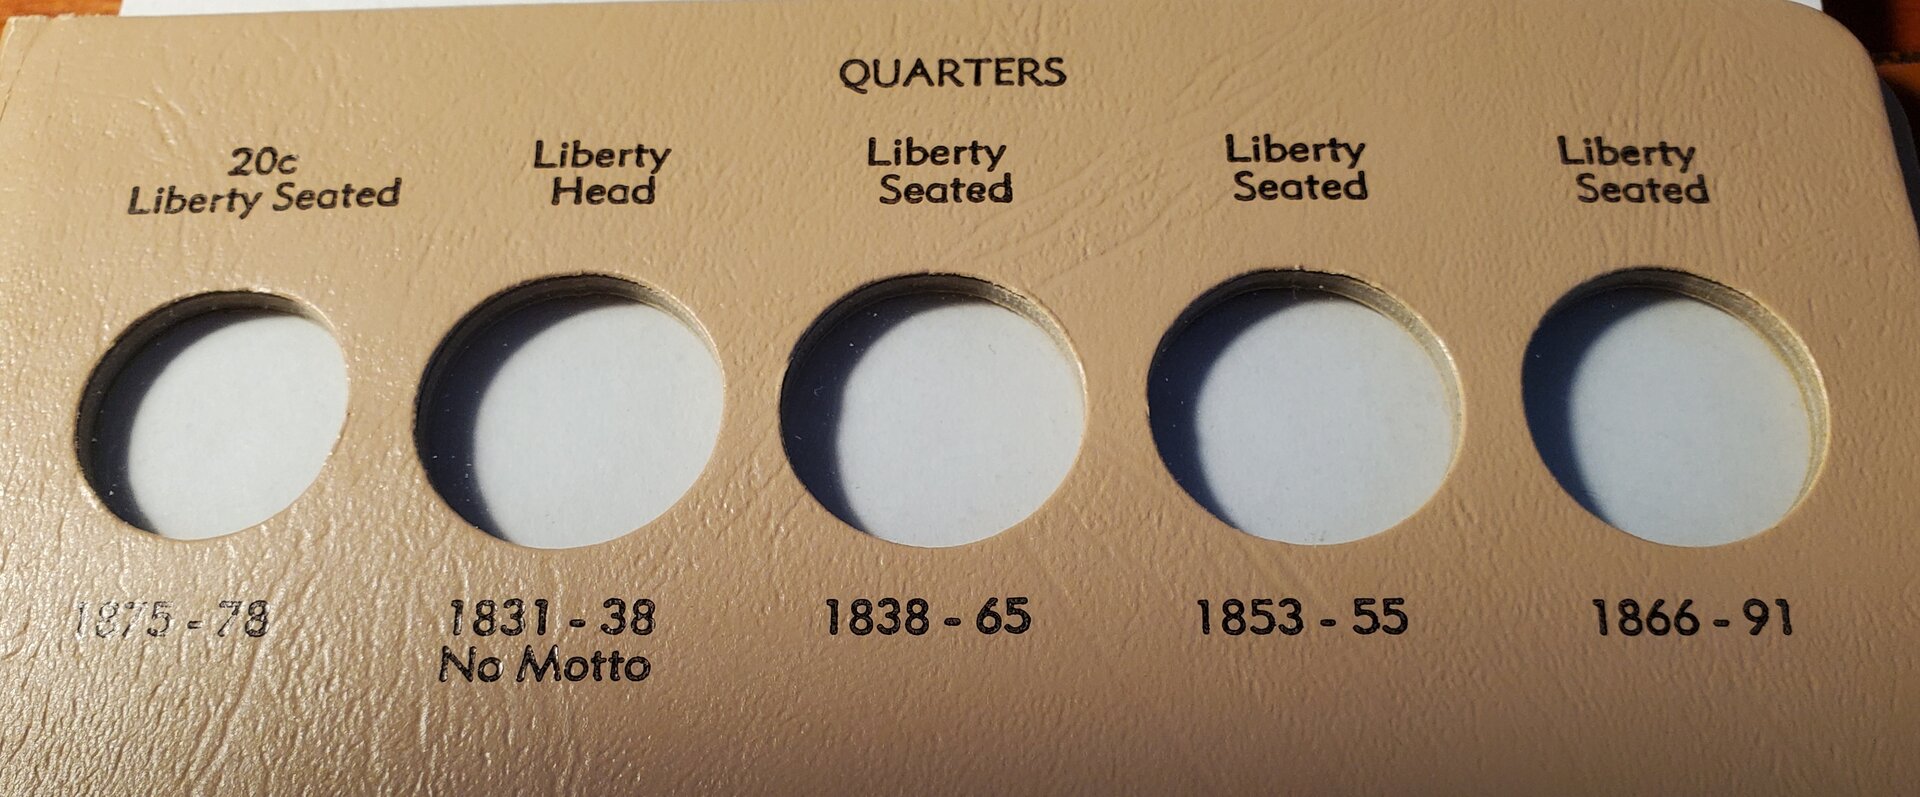 QUARTERS
20c
Liberty Seated
Liberty
Head
Liberty
Seated
Liberty
Seated
Liberty
Seated
1875 - 78
1831 - 38
No Motto
1838 - 65
1853 - 55
1866 - 91